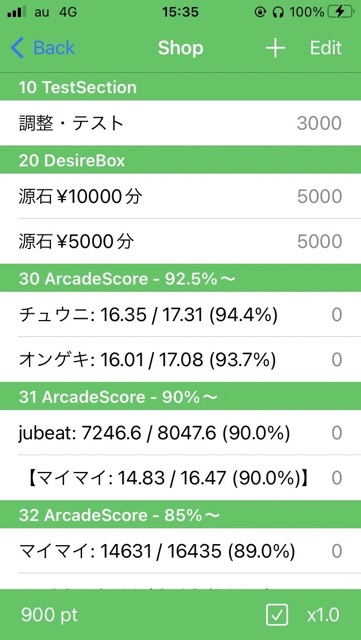 au 4G 15:35 100%
Back Shop + Edit
10 TestSection
調整・テスト 3000
20 DesireBox
源石¥10000分 5000
源石¥5000分 5000
30 ArcadeScore - 92.5%～
チュウニ: 16.35 / 17.31 (94.4%) 0
オンゲキ: 16.01 / 17.08 (93.7%) 0
31 ArcadeScore - 90%～
jubeat: 7246.6 / 8047.6 (90.0%) 0
【マイマイ: 14.83 / 16.47 (90.0%)】 0
32 ArcadeScore - 85%～
マイマイ: 14631 / 16435 (89.0%) 0
900 pt x1.0